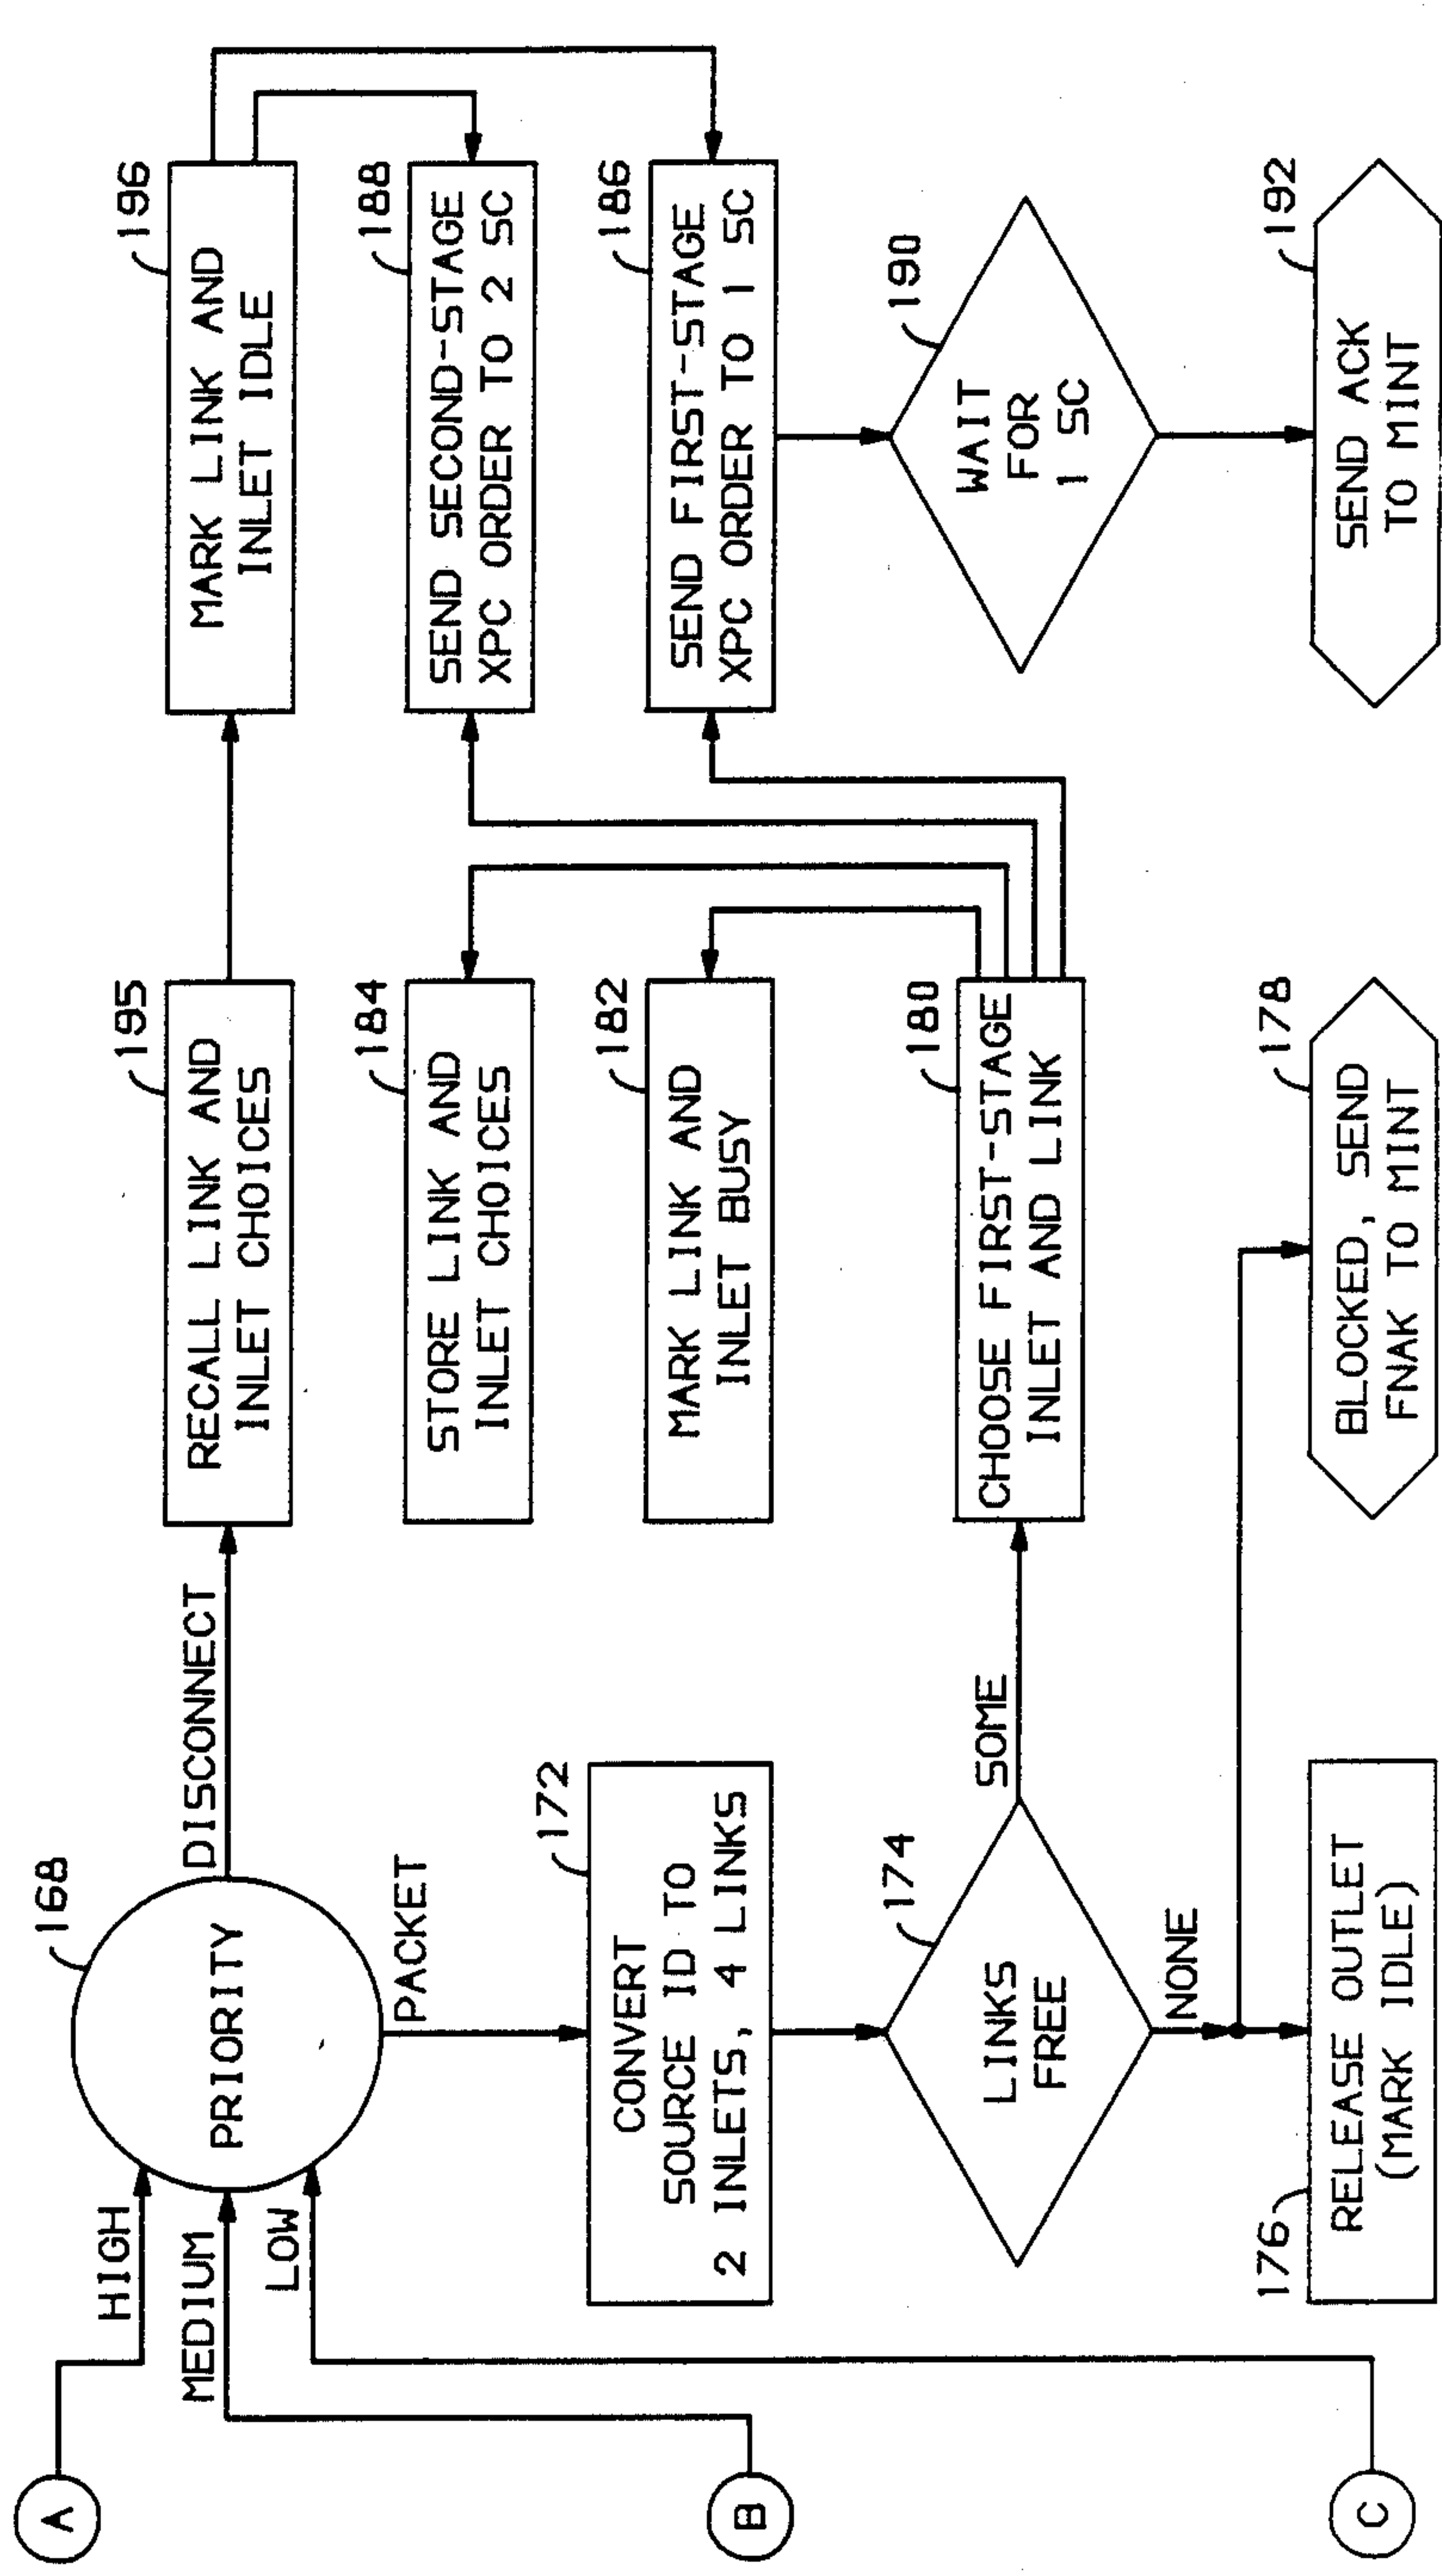 A
HIGH
MEDIUM
LOW
B
C
168
PRIORITY
DISCONNECT
PACKET
172
CONVERT
SOURCE ID TO
2 INLETS, 4 LINKS
174
LINKS
FREE
SOME
NONE
176
RELEASE OUTLET
(MARK IDLE)
195
RECALL LINK AND
INLET CHOICES
184
STORE LINK AND
INLET CHOICES
182
MARK LINK AND
INLET BUSY
180
CHOOSE FIRST-STAGE
INLET AND LINK
178
BLOCKED, SEND
FNAK TO MINT
196
MARK LINK AND
INLET IDLE
188
SEND SECOND-STAGE
XPC ORDER TO 2 SC
186
SEND FIRST-STAGE
XPC ORDER TO 1 SC
190
WAIT
FOR
1 SC
192
SEND ACK
TO MINT